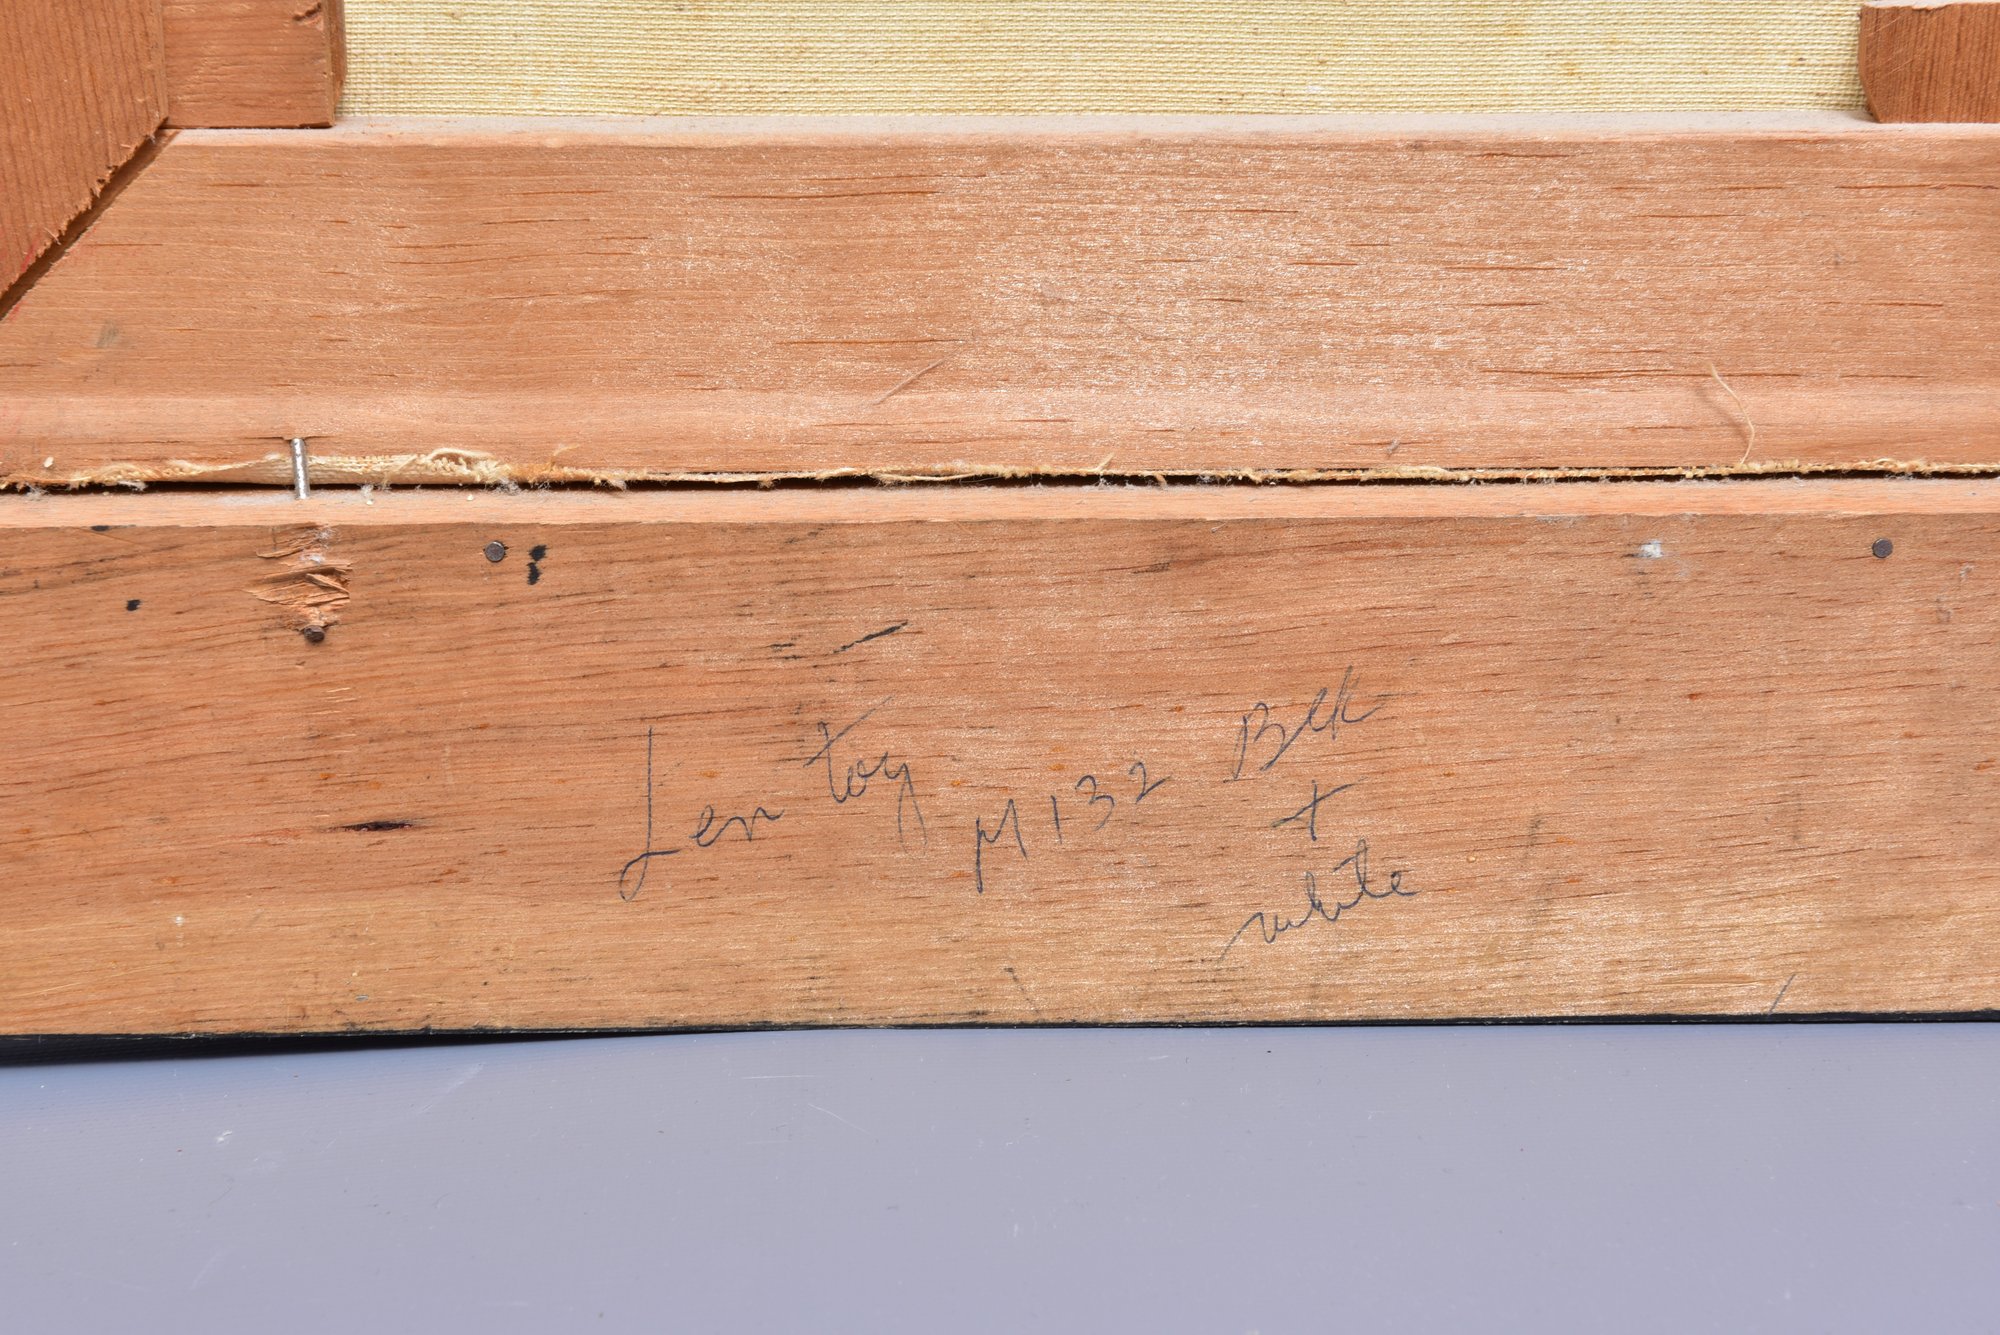 Len Toy M132 Blk
+
white